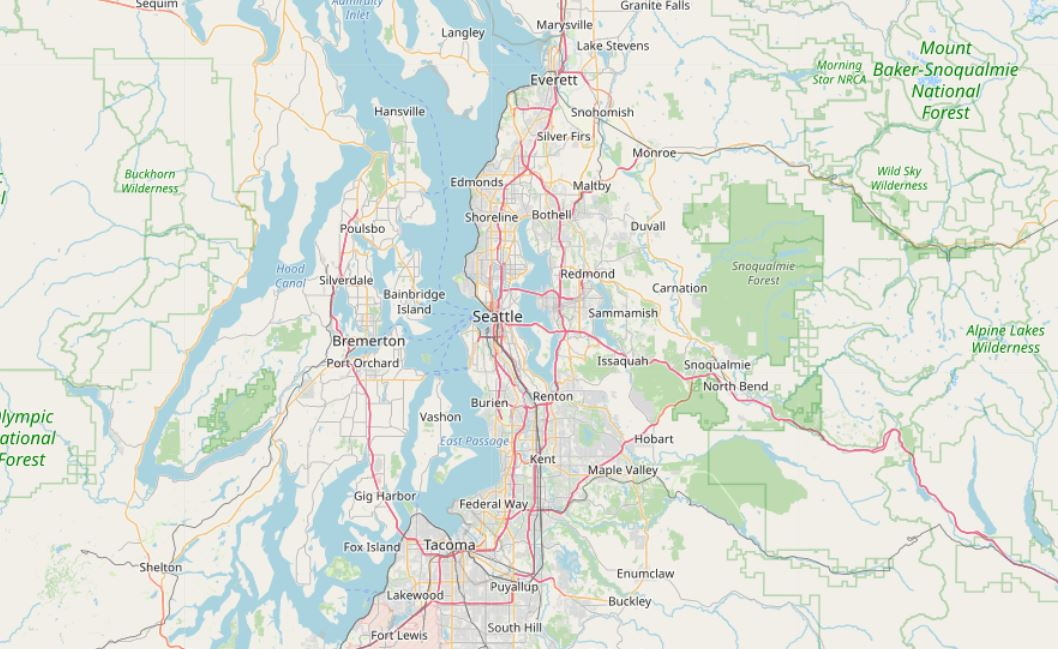 Sequim
Admiralty
Inlet
Granite Falls
Marysville
Langley
Lake Stevens
Mount
Baker-Snoqualmie
National
Forest
Morning
Star NRCA
Everett
Hansville
Snohomish
Silver Firs
Monroe
Buckhorn
Wilderness
Wild Sky
Wilderness
Edmonds
Maltby
Shoreline
Bothell
Poulsbo
Duvall
Hood
Canal
Silverdale
Redmond
Snoqualmie
Forest
Carnation
Bainbridge
Island
Seattle
Sammamish
Alpine Lakes
Wilderness
Bremerton
Port Orchard
Issaquah
Snoqualmie
North Bend
Renton
Burien
Vashon
East Passage
Hobart
Kent
Maple Valley
Gig Harbor
Federal Way
Tacoma
Fox Island
Shelton
Enumclaw
Puyallup
Lakewood
Buckley
South Hill
Fort Lewis
lympic
ational
Forest